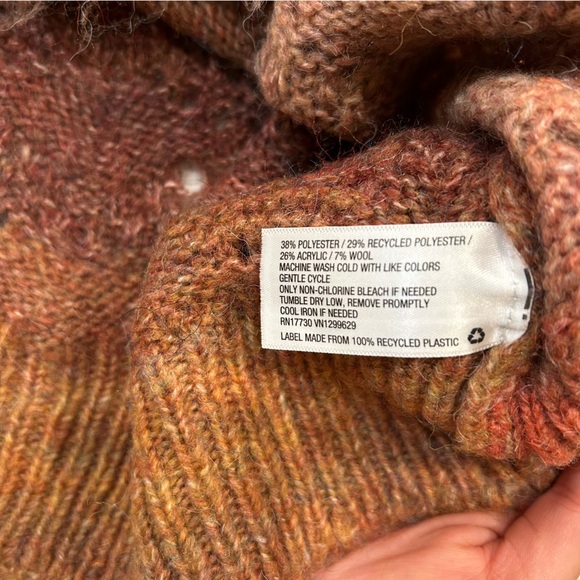 38% POLYESTER / 29% RECYCLED POLYESTER /
26% ACRYLIC / 7% WOOL
MACHINE WASH COLD WITH LIKE COLORS
GENTLE CYCLE
ONLY NON-CHLORINE BLEACH IF NEEDED
TUMBLE DRY LOW, REMOVE PROMPTLY
COOL IRON IF NEEDED
RN17730 VN1299629
LABEL MADE FROM 100% RECYCLED PLASTIC